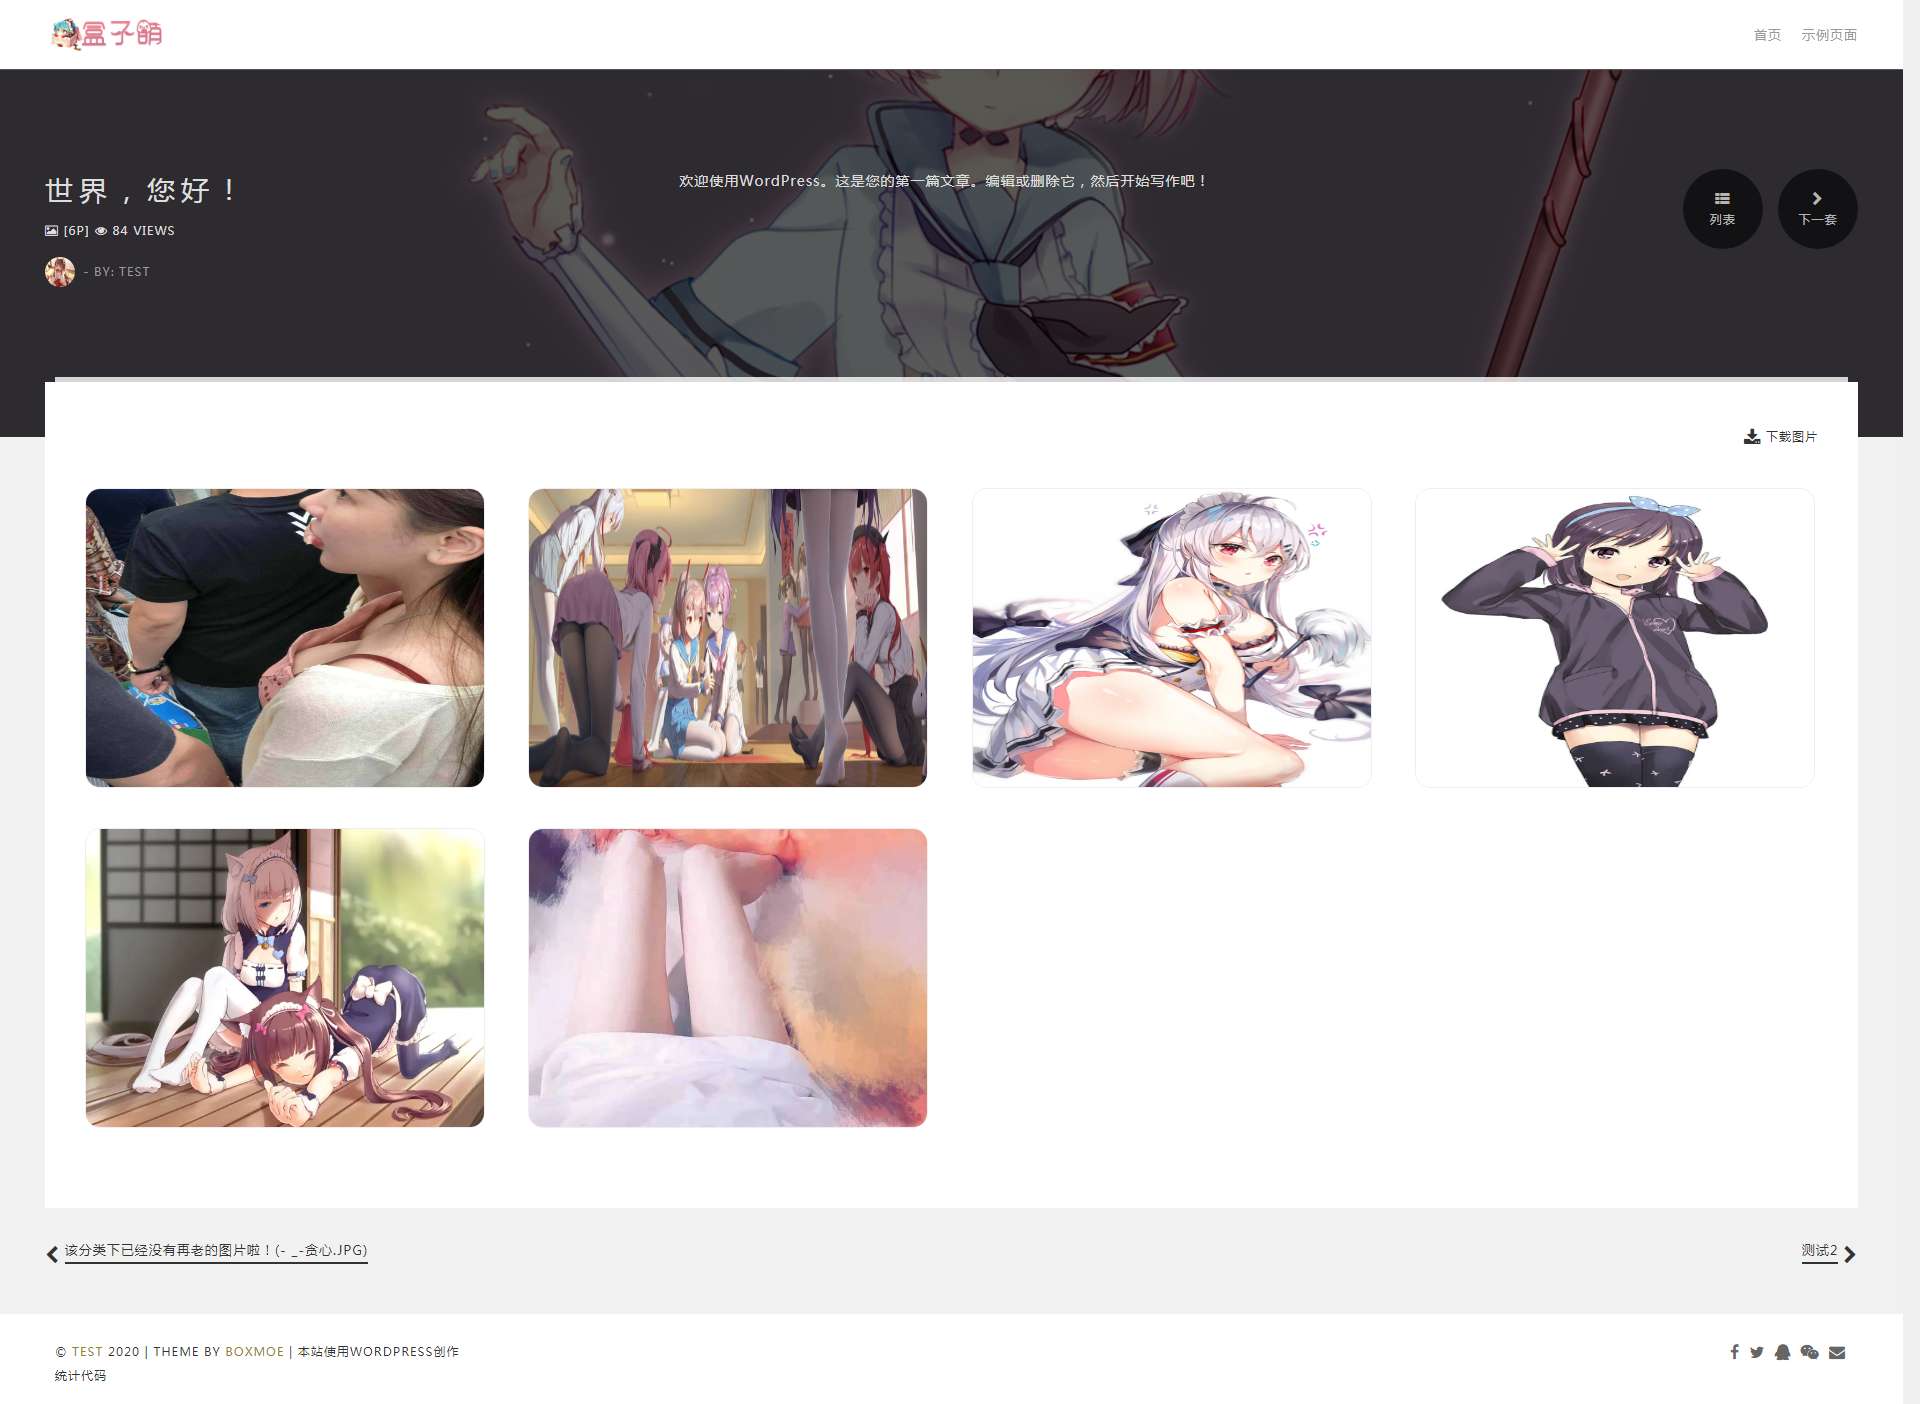 盒子萌
首页 示例页面
世界，您好！
[6P] 84 VIEWS
- BY: TEST
欢迎使用WordPress。这是您的第一篇文章。编辑或删除它，然后开始写作吧！
列表
下一套
下载图片
该分类下已经没有再老的图片啦！(- _-贪心.JPG)
测试2
© TEST 2020 | THEME BY BOXMOE | 本站使用WORDPRESS创作
统计代码